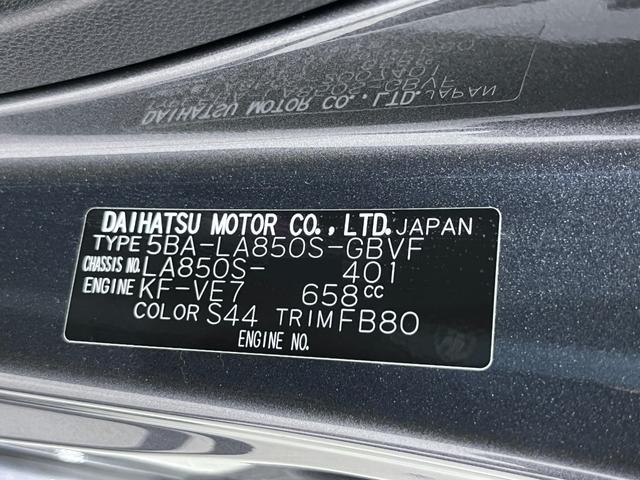 DAIHATSU MOTOR CO., LTD. JAPAN
TYPE 5BA-LA850S-GBVF
CHASSIS NO. LA850S- 401
ENGINE KF-VE7 658CC
COLOR S44 TRIM FB80
ENGINE NO.